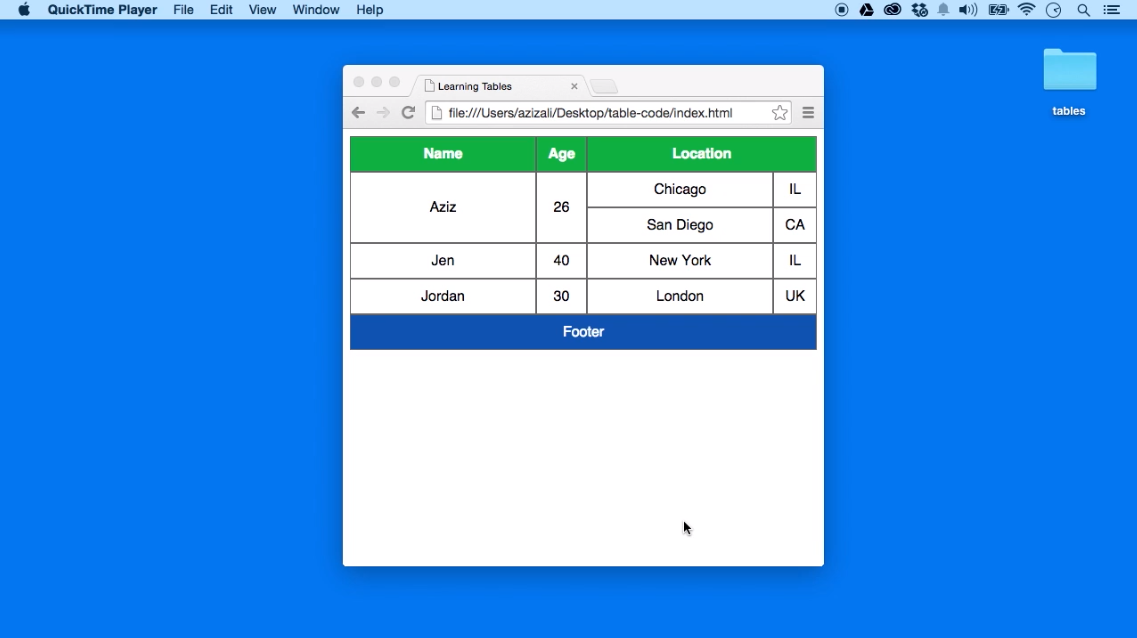 QuickTime Player File Edit View Window Help
tables
Learning Tables
file:///Users/azizali/Desktop/table-code/index.html
Name Age Location
Aziz 26 Chicago IL
San Diego CA
Jen 40 New York IL
Jordan 30 London UK
Footer